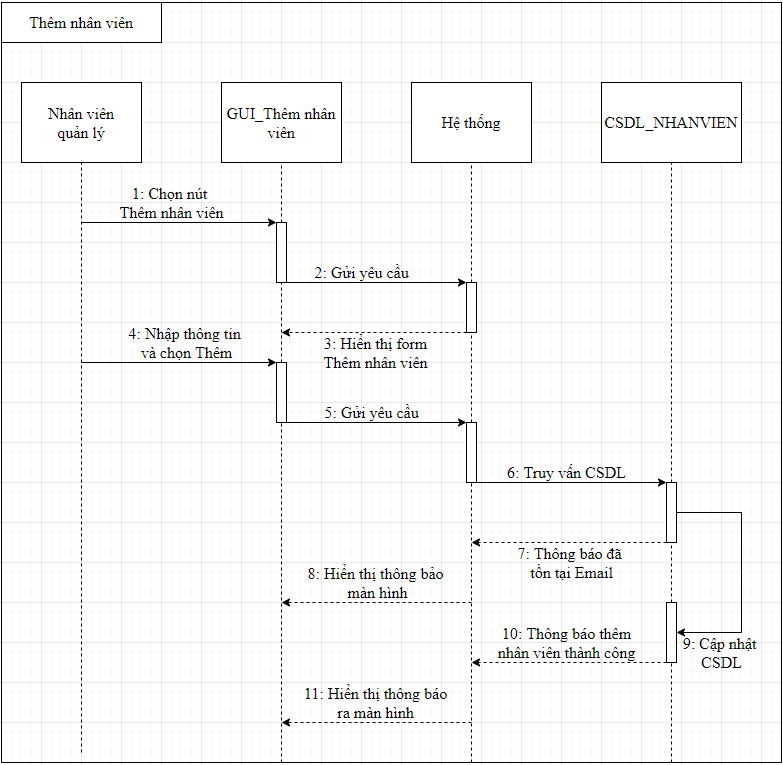 Thêm nhân viên
Nhân viên
quản lý
GUI_Thêm nhân
viên
Hệ thống
CSDL_NHANVIEN
1: Chọn nút
Thêm nhân viên
2: Gửi yêu cầu
3: Hiển thị form
Thêm nhân viên
4: Nhập thông tin
và chọn Thêm
5: Gửi yêu cầu
6: Truy vấn CSDL
7: Thông báo đã
tồn tại Email
8: Hiển thị thông bảo
màn hình
9: Cập nhật
CSDL
10: Thông báo thêm
nhân viên thành công
11: Hiển thị thông báo
ra màn hình